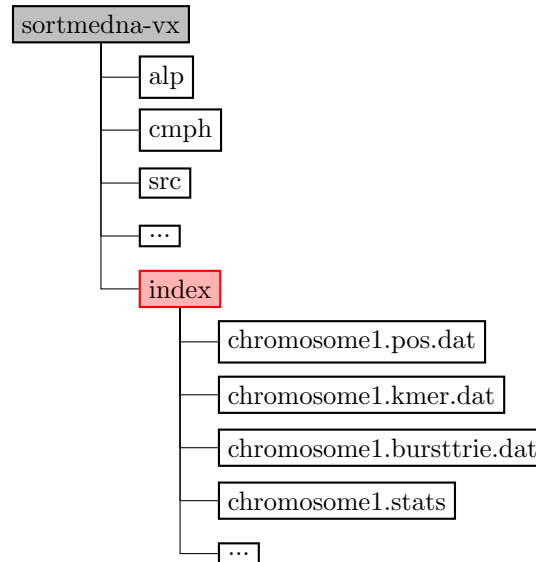 sortmedna-vx
alp
cmph
src
...
index
chromosome1.pos.dat
chromosome1.kmer.dat
chromosome1.bursttrie.dat
chromosome1.stats
...